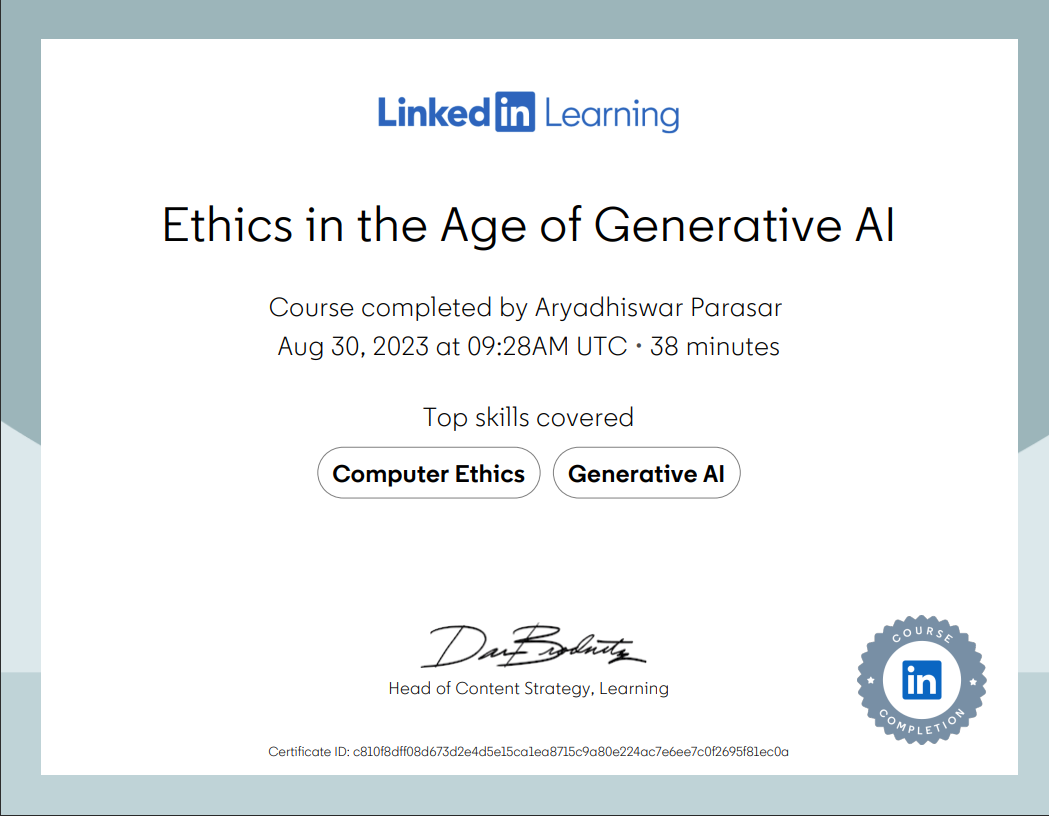 Linked in Learning
Ethics in the Age of Generative AI
Course completed by Aryadhiswar Parasar
Aug 30, 2023 at 09:28AM UTC • 38 minutes
Top skills covered
Computer Ethics Generative AI
Dan Brodnitz
Head of Content Strategy, Learning
COURSE
in
COMPLETION
Certificate ID: c810f8dff08d673d2e4d5e15ca1ea8715c9a80e224ac7e6ee7c0f2695f81ec0a